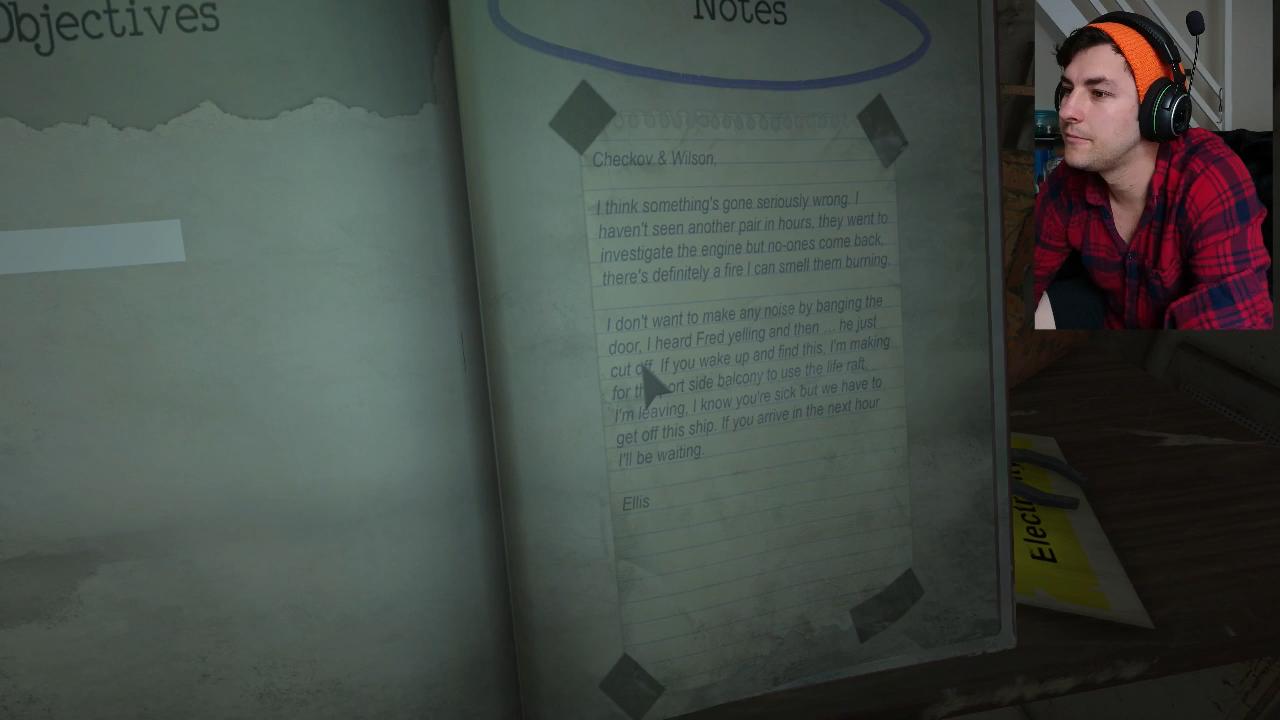 Objectives
Notes
Checkov & Wilson,
I think something's gone seriously wrong. I
haven't seen another pair in hours, they went to
investigate the engine but no-ones come back,
there's definitely a fire I can smell them burning.
I don't want to make any noise by banging the
door, I heard Fred yelling and then ... he just
cut off. If you wake up and find this, I'm making
for the port side balcony to use the life raft.
I'm leaving, I know you're sick but we have to
get off this ship. If you arrive in the next hour
I'll be waiting.
Ellis